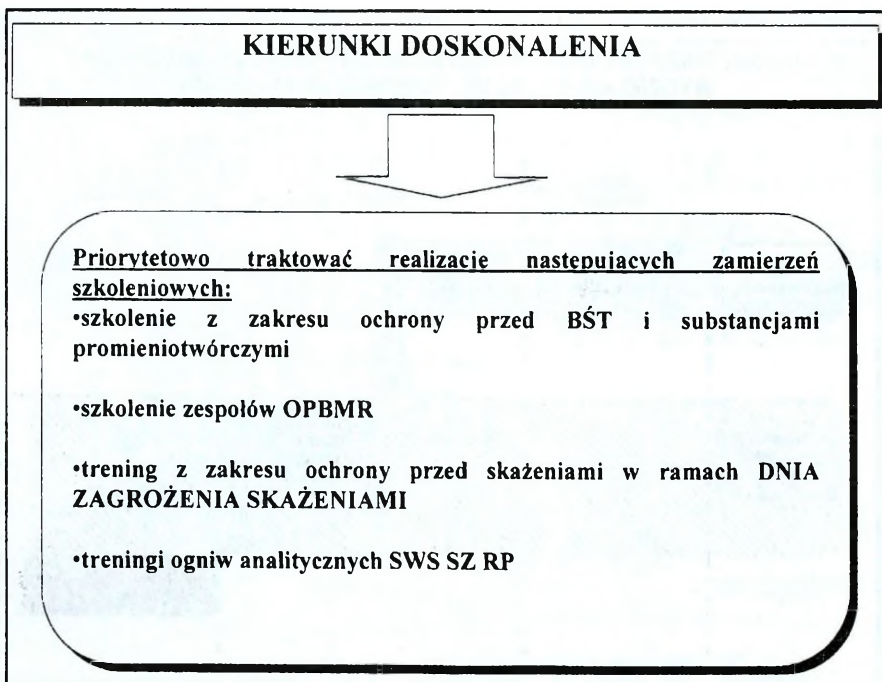 KIERUNKI DOSKONALENIA
Priorytetowo traktować realizację następujących zamierzeń
szkoleniowych:
•szkolenie z zakresu ochrony przed BŚT i substancjami
promieniotwórczymi
•szkolenie zespołów OPBMR
•trening z zakresu ochrony przed skażeniami w ramach DNIA
ZAGROŻENIA SKAŻENIAMI
•treningi ogniw analitycznych SWS SZ RP